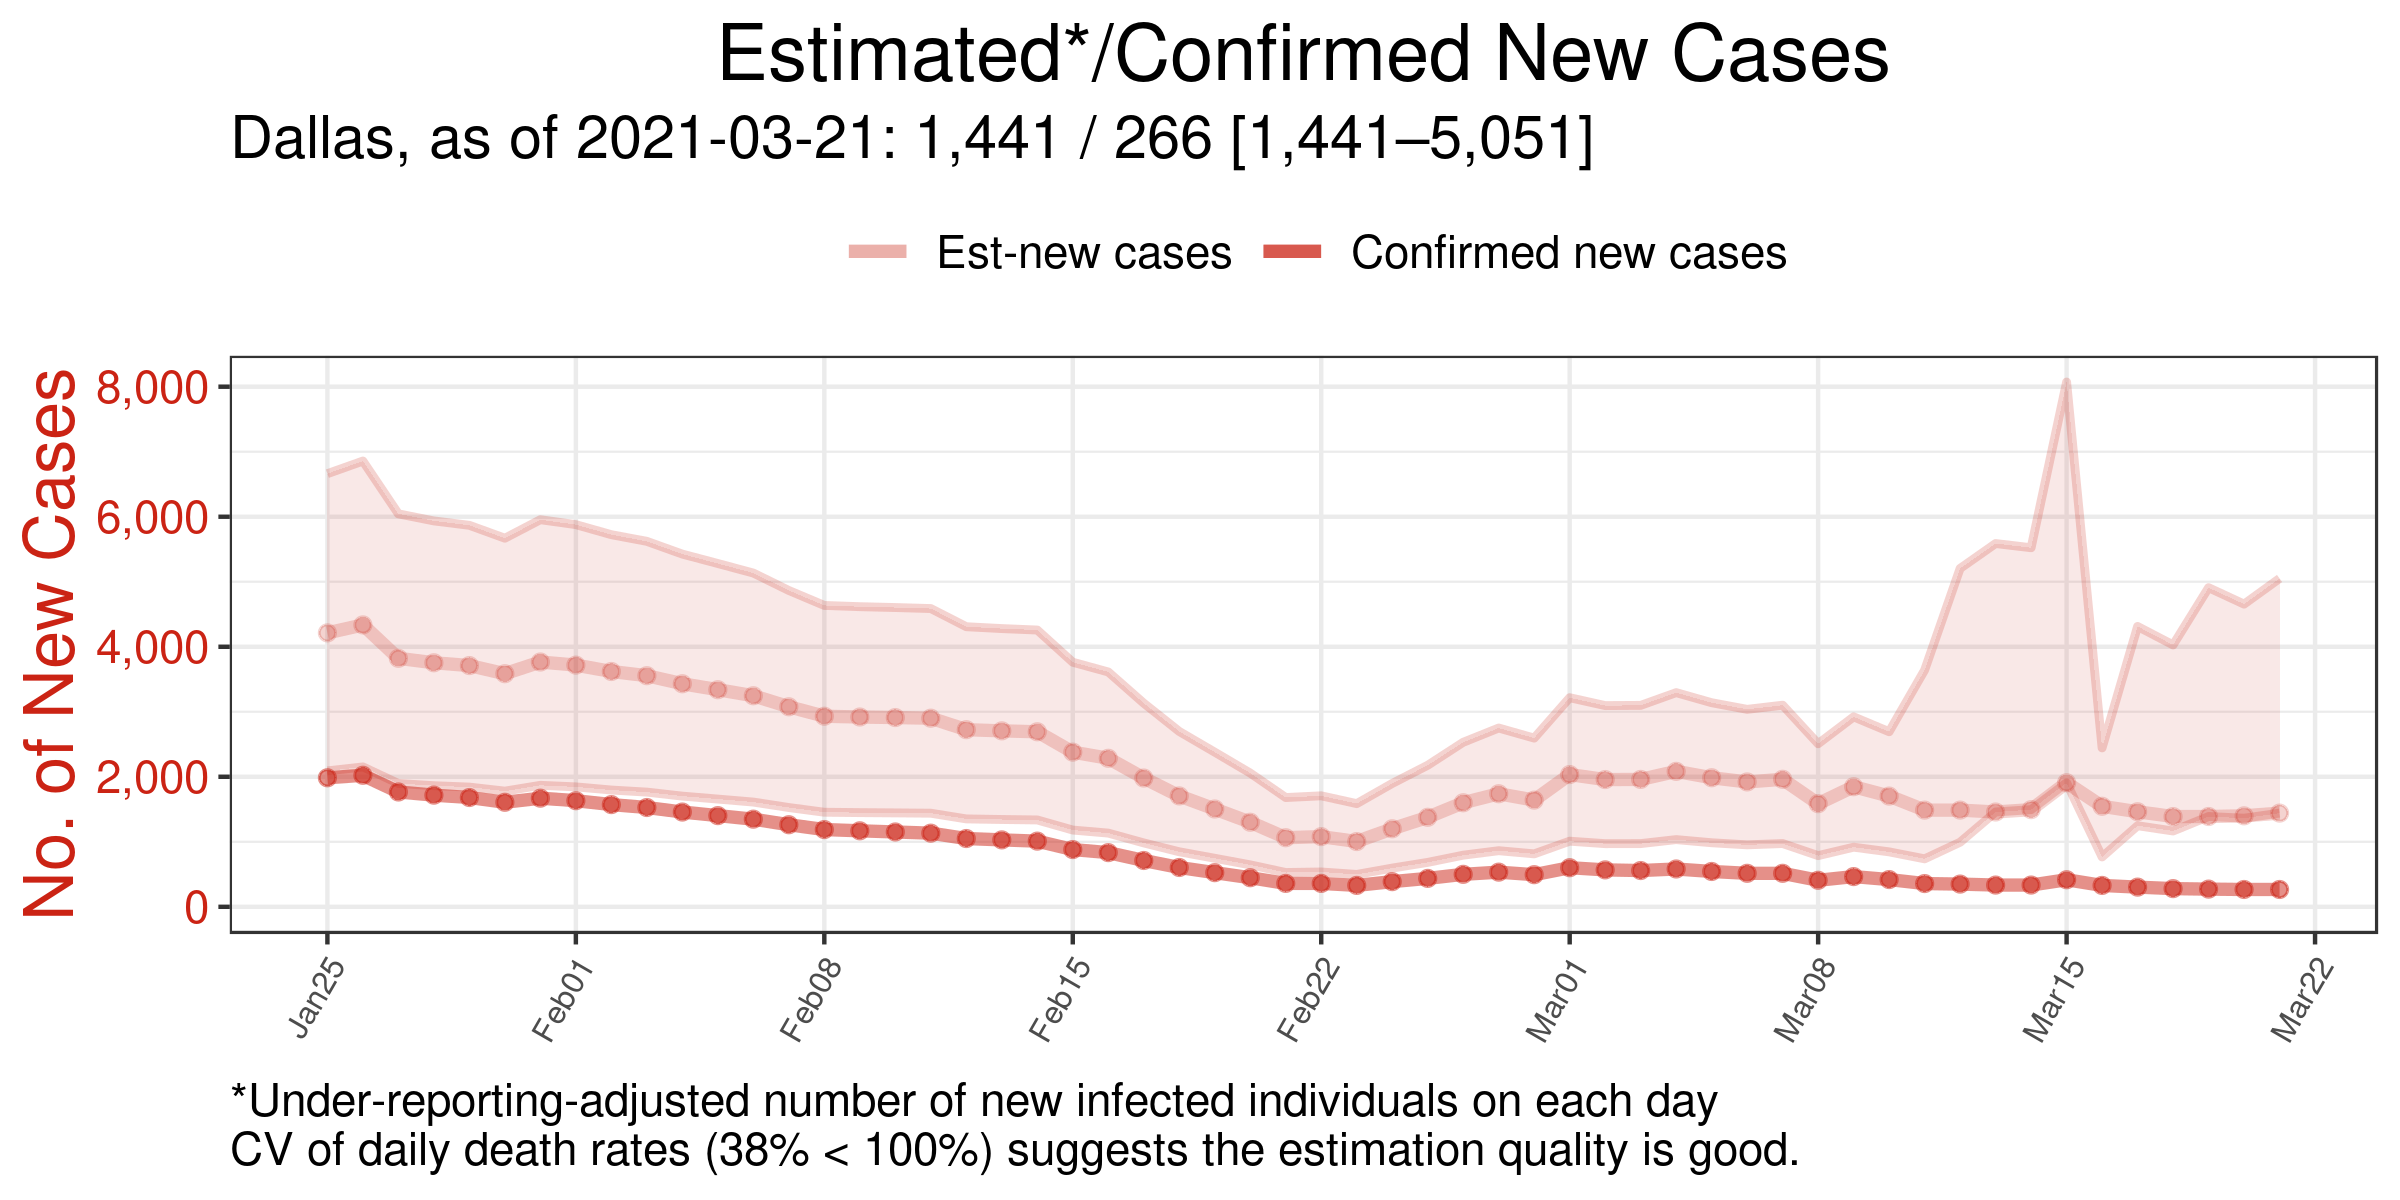 Estimated*/Confirmed New Cases
Dallas, as of 2021-03-21: 1,441 / 266 [1,441–5,051]
Est-new cases
Confirmed new cases
No. of New Cases
8,000
6,000
4,000
2,000
0
Jan25
Feb01
Feb08
Feb15
Feb22
Mar01
Mar08
Mar15
Mar22
*Under-reporting-adjusted number of new infected individuals on each day
CV of daily death rates (38% < 100%) suggests the estimation quality is good.